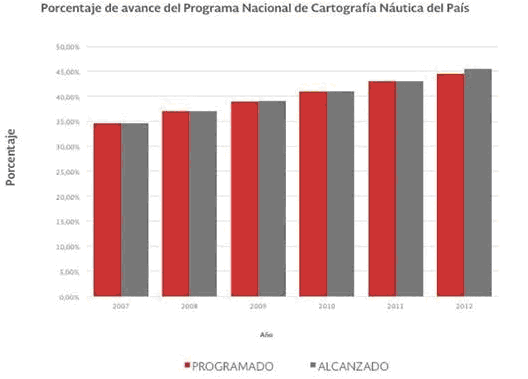 Porcentaje de avance del Programa Nacional de Cartografía Náutica del País
Porcentaje
50,00%
45,00%
40,00%
35,00%
30,00%
25,00%
20,00%
15,00%
10,00%
5,00%
0,00%
2007 2008 2009 2010 2011 2012
Año
PROGRAMADO ALCANZADO